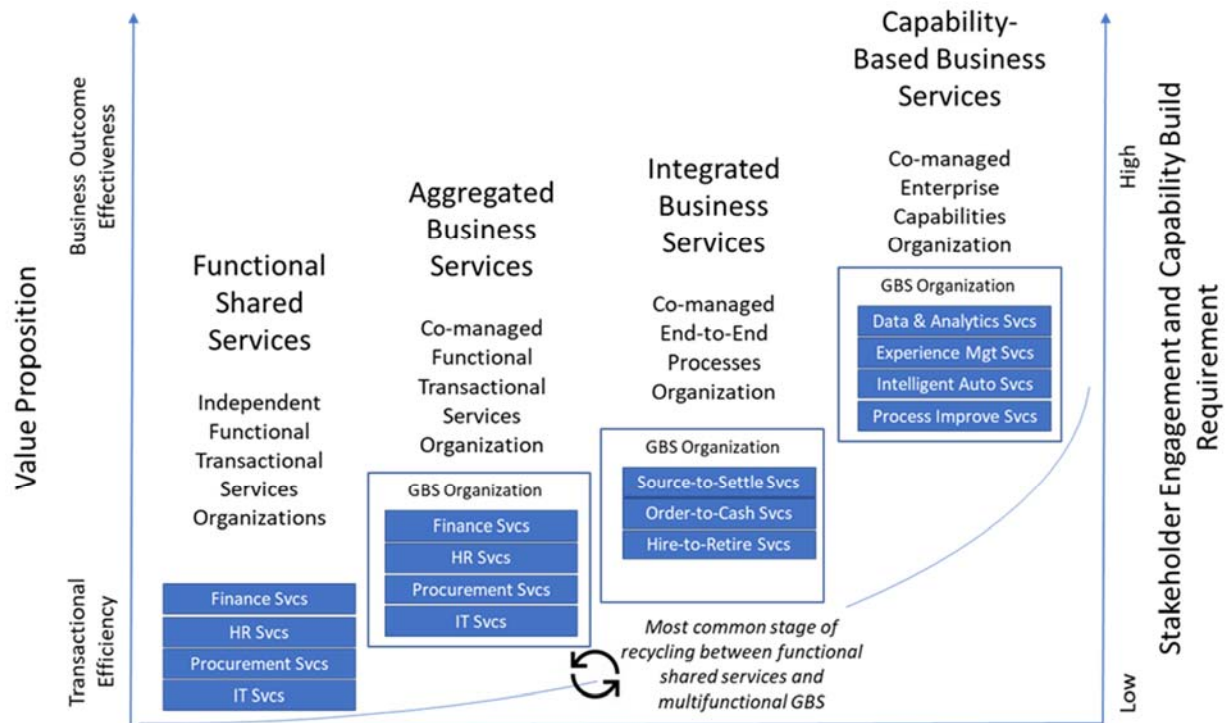 Value Proposition
Business Outcome
Effectiveness
Transactional
Efficiency
Functional
Shared
Services
Independent
Functional
Transactional
Services
Organizations
Finance Svcs
HR Svcs
Procurement Svcs
IT Svcs
Aggregated
Business
Services
Co-managed
Functional
Transactional
Services
Organization
GBS Organization
Finance Svcs
HR Svcs
Procurement Svcs
IT Svcs
Integrated
Business
Services
Co-managed
End-to-End
Processes
Organization
GBS Organization
Source-to-Settle Svcs
Order-to-Cash Svcs
Hire-to-Retire Svcs
Most common stage of
recycling between functional
shared services and
multifunctional GBS
Capability-
Based Business
Services
Co-managed
Enterprise
Capabilities
Organization
GBS Organization
Data & Analytics Svcs
Experience Mgt Svcs
Intelligent Auto Svcs
Process Improve Svcs
High
Low
Stakeholder Engagement and Capability Build
Requirement